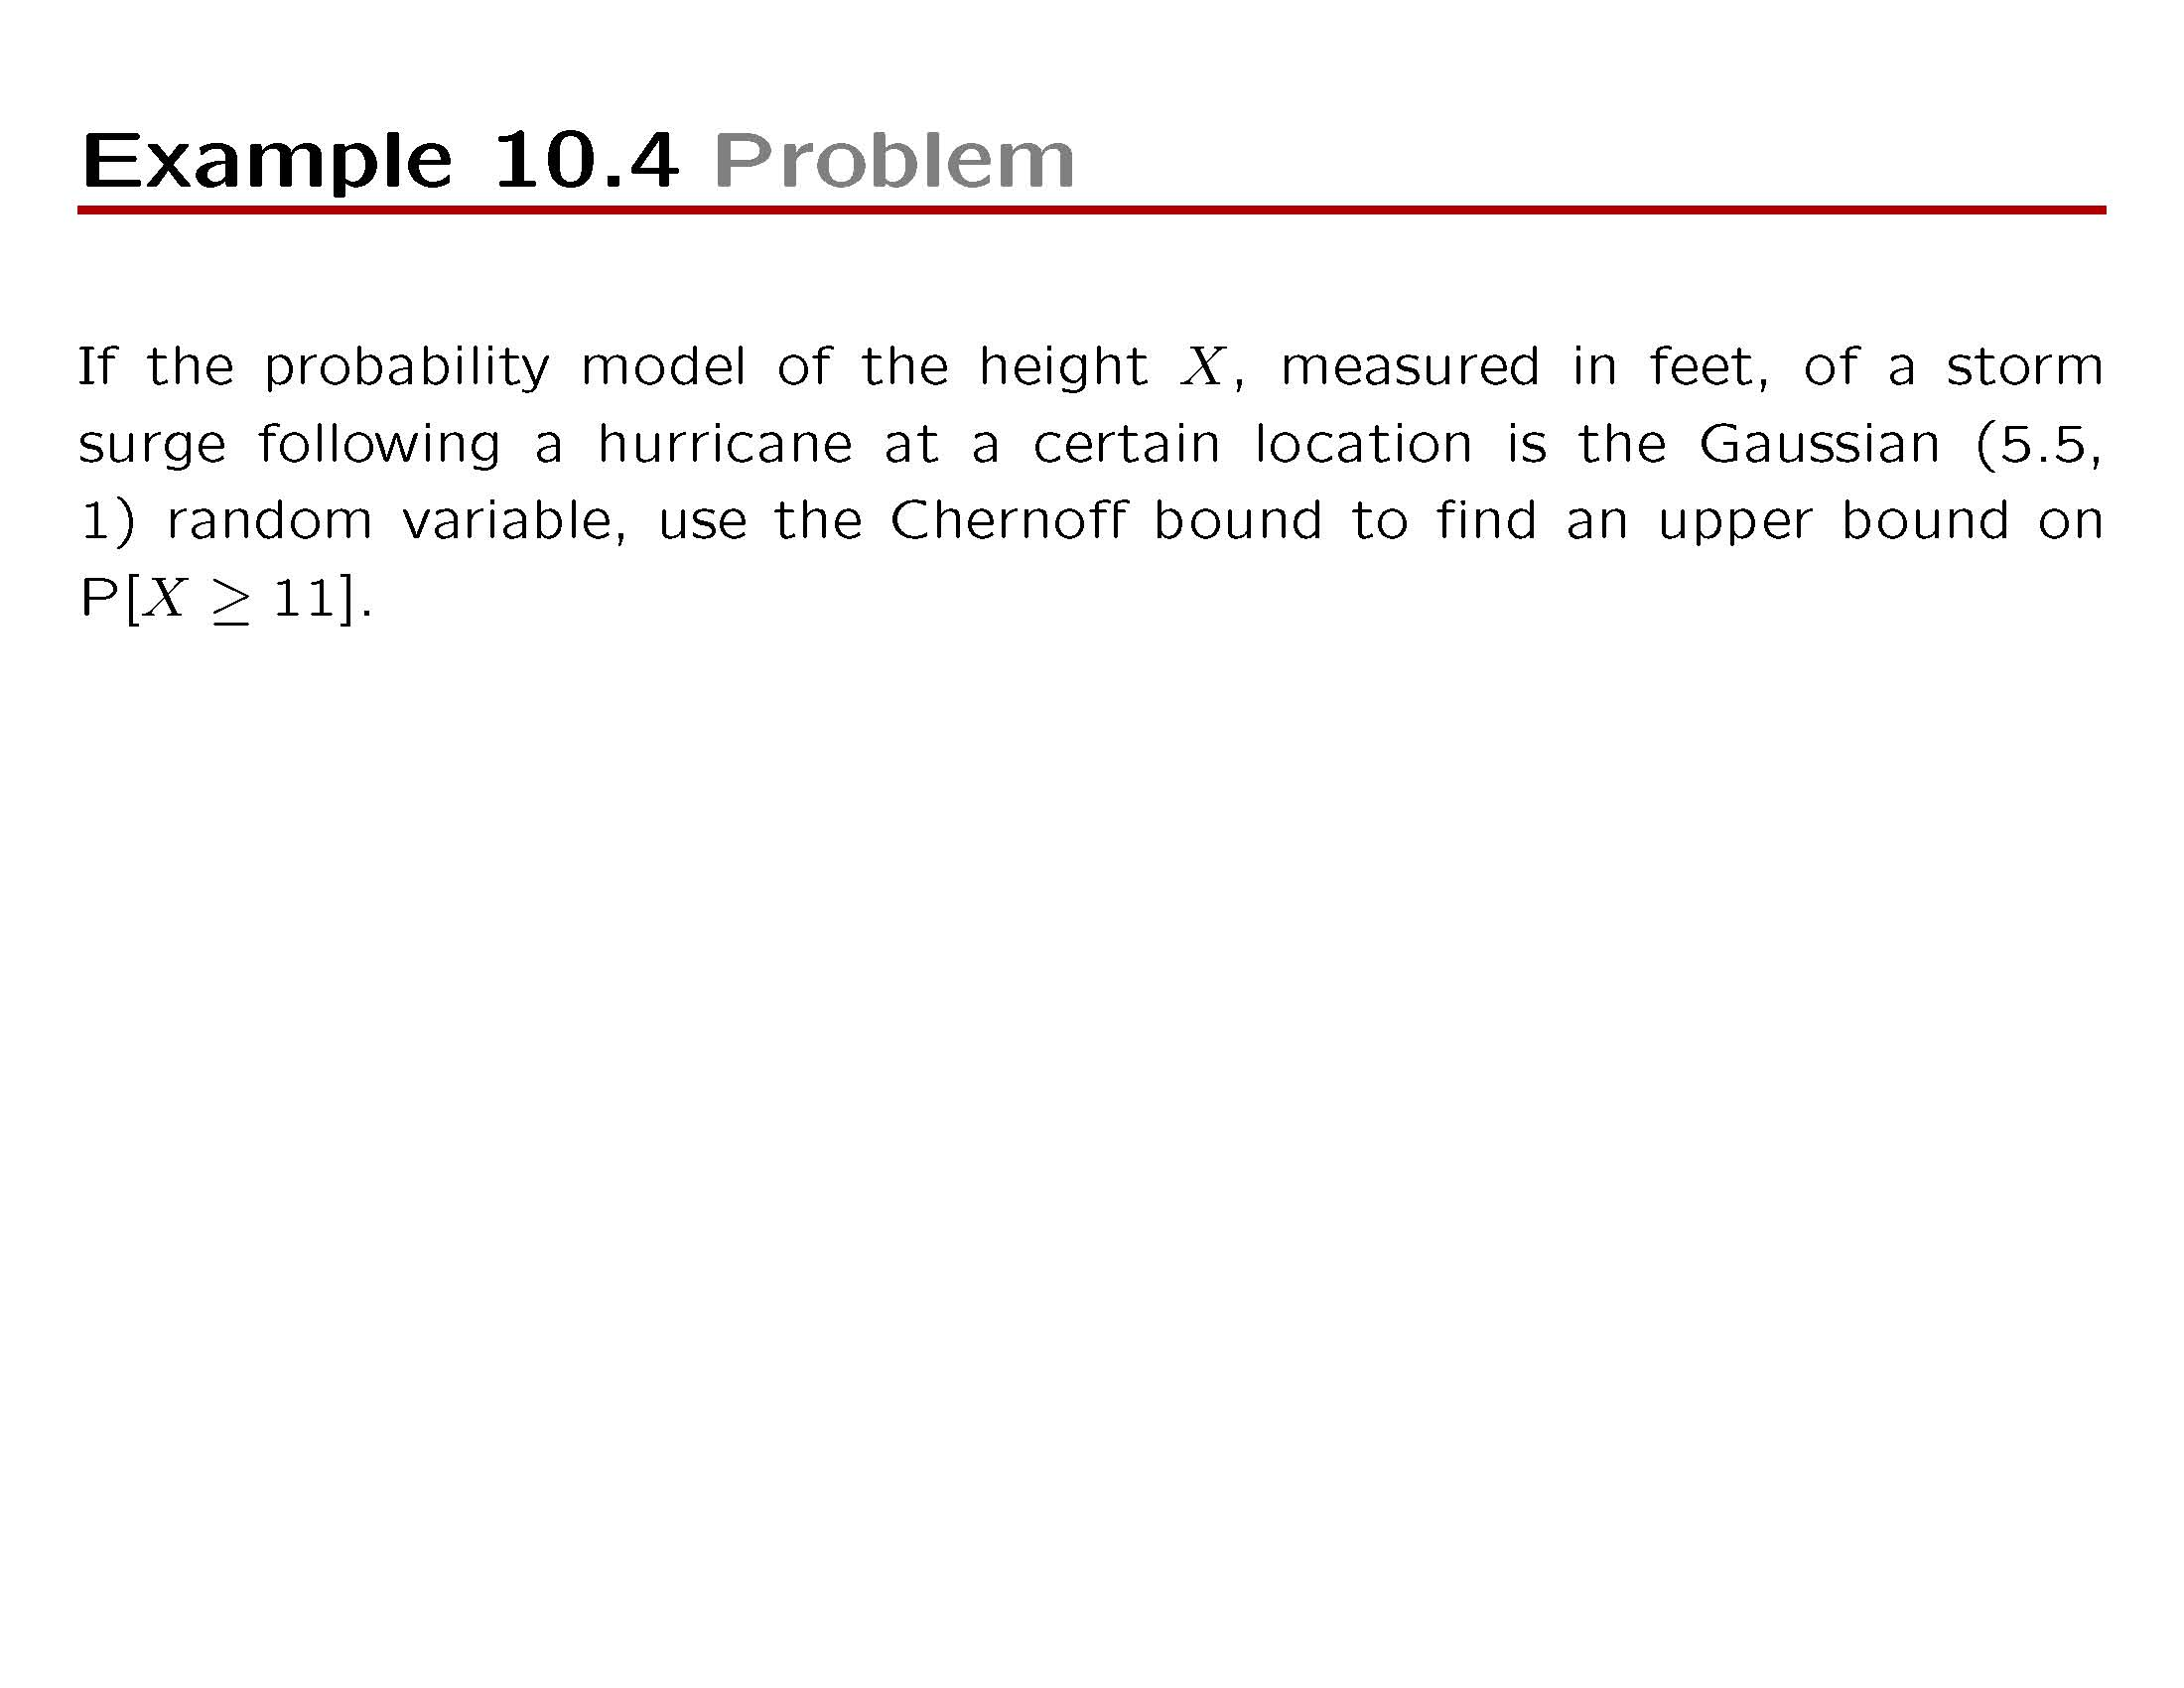 Example 10.4 Problem
If the probability model of the height X, measured in feet, of a storm
surge following a hurricane at a certain location is the Gaussian (5.5,
1) random variable, use the Chernoff bound to find an upper bound on
P[X ≥ 11].